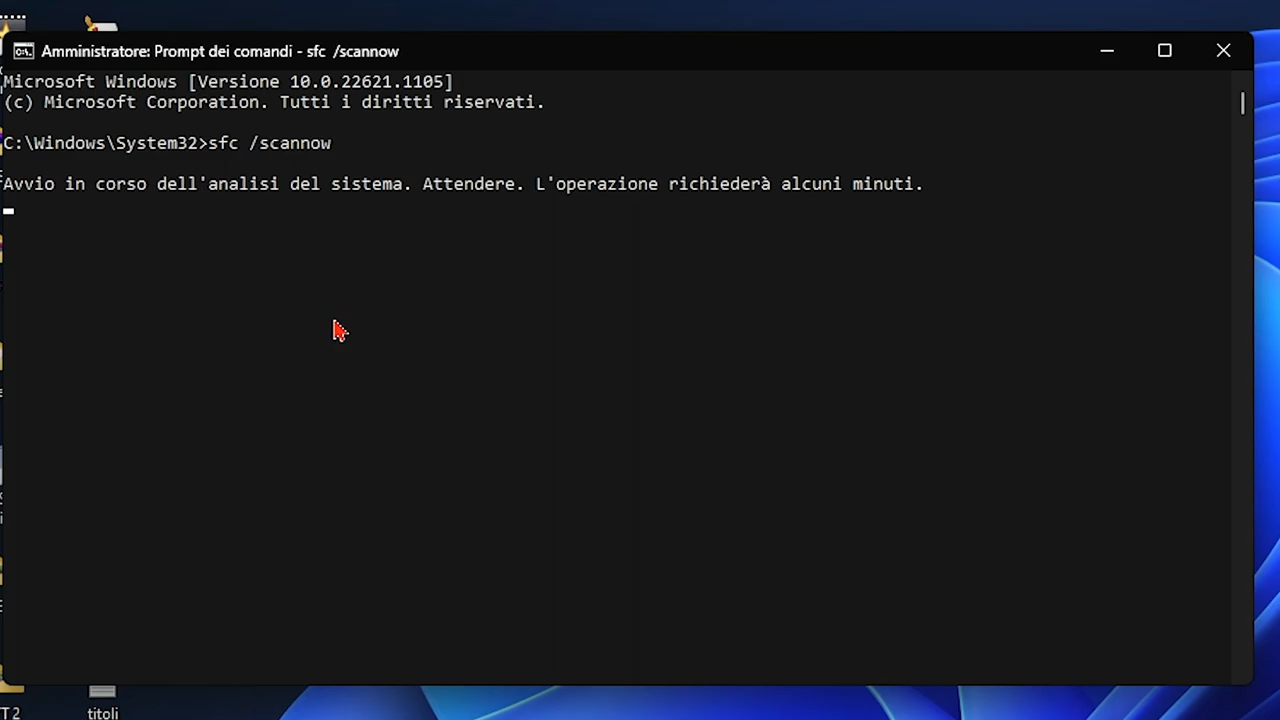 Amministratore: Prompt dei comandi - sfc /scannow
Microsoft Windows [Versione 10.0.22621.1105]
(c) Microsoft Corporation. Tutti i diritti riservati.
C:\Windows\System32>sfc /scannow
Avvio in corso dell'analisi del sistema. Attendere. L'operazione richiederà alcuni minuti.
titoli